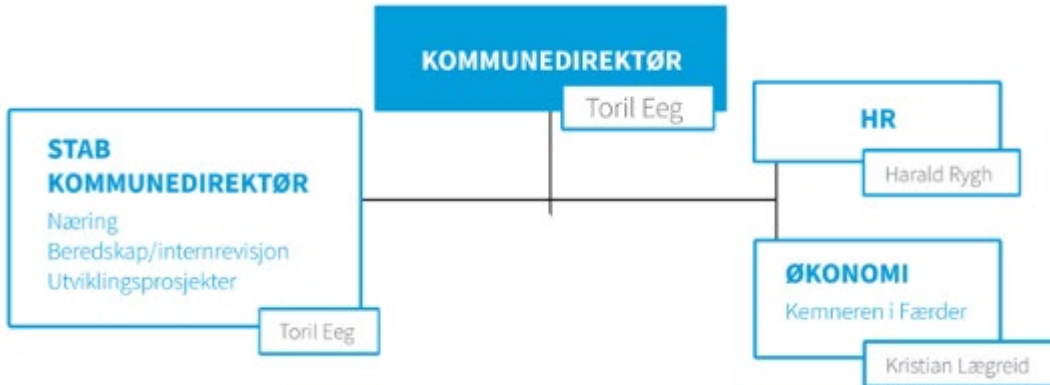 KOMMUNEDIREKTØR
Toril Eeg
STAB
KOMMUNEDIREKTØR
Næring
Beredskap/internrevisjon
Utviklingsprosjekter
Toril Eeg
HR
Harald Rygh
ØKONOMI
Kemneren i Færder
Kristian Lægreid